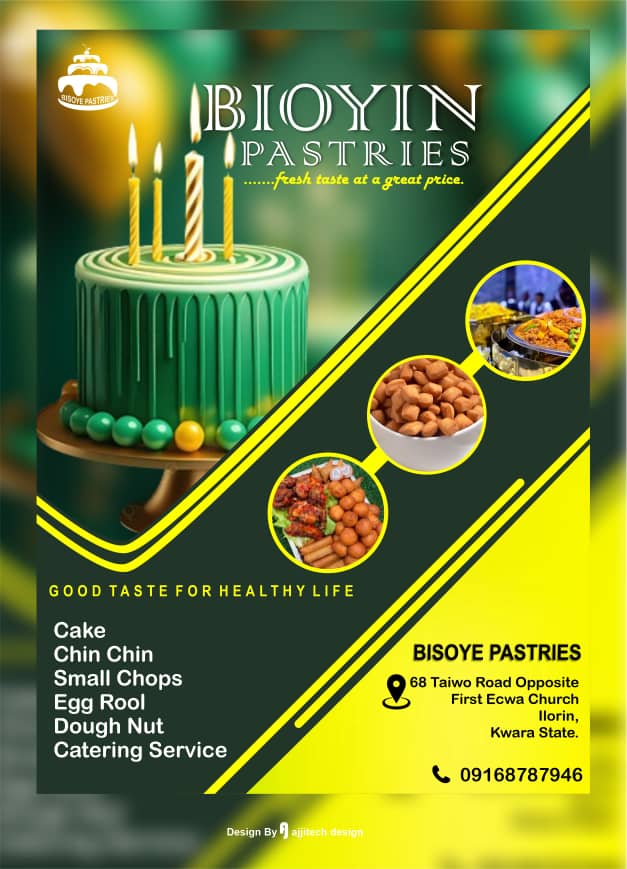 BISOYE PASTRIES
BIOYIN
PASTRIES
.......fresh taste at a great price.
GOOD TASTE FOR HEALTHY LIFE
Cake
Chin Chin
Small Chops
Egg Rool
Dough Nut
Catering Service
BISOYE PASTRIES
68 Taiwo Road Opposite
First Ecwa Church
Ilorin,
Kwara State.
09168787946
Design By ajjitech design